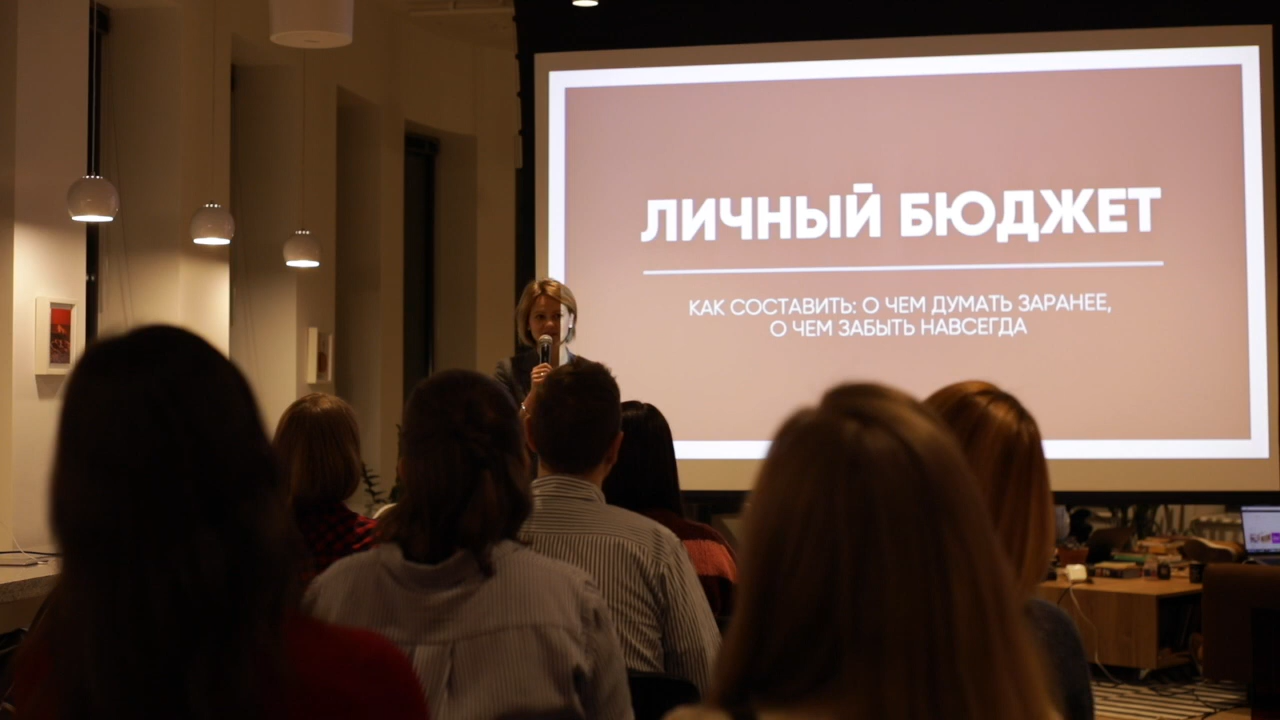 ЛИЧНЫЙ БЮДЖЕТ
КАК СОСТАВИТЬ: О ЧЕМ ДУМАТЬ ЗАРАНЕЕ,
О ЧЕМ ЗАБЫТЬ НАВСЕГДА